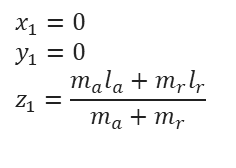 x₁ = 0
y₁ = 0
z₁ = (mₐlₐ + mᵣlᵣ) / (mₐ + mᵣ)